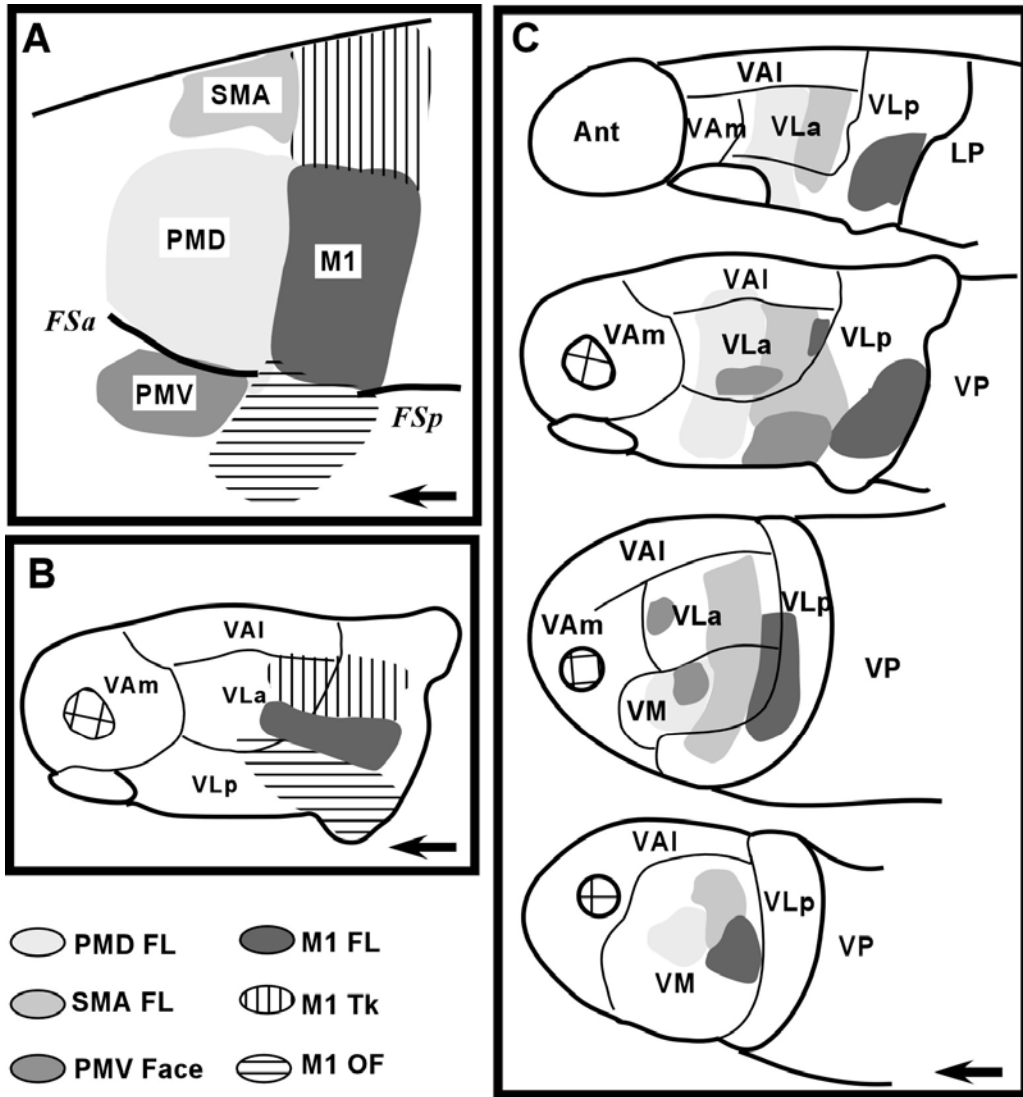 A
SMA
PMD
M1
FSa
PMV
FSp
B
VAl
VAm
VLa
VLp
PMD FL
SMA FL
PMV Face
M1 FL
M1 Tk
M1 OF
C
VAl
VLp
Ant
VAm
VLa
LP
VAl
VAm
VLa
VLp
VP
VAl
VLa
VLp
VAm
VM
VP
VAl
VLp
VP
VM